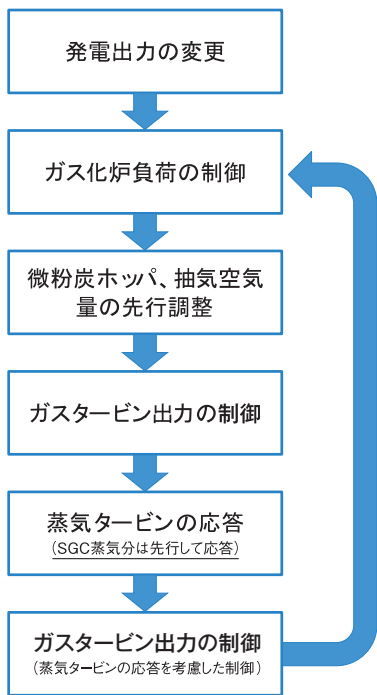 発電出力の変更
ガス化炉負荷の制御
微粉炭ホッパ、抽気空気
量の先行調整
ガスタービン出力の制御
蒸気タービンの応答
（SGC蒸気分は先行して応答）
ガスタービン出力の制御
（蒸気タービンの応答を考慮した制御）